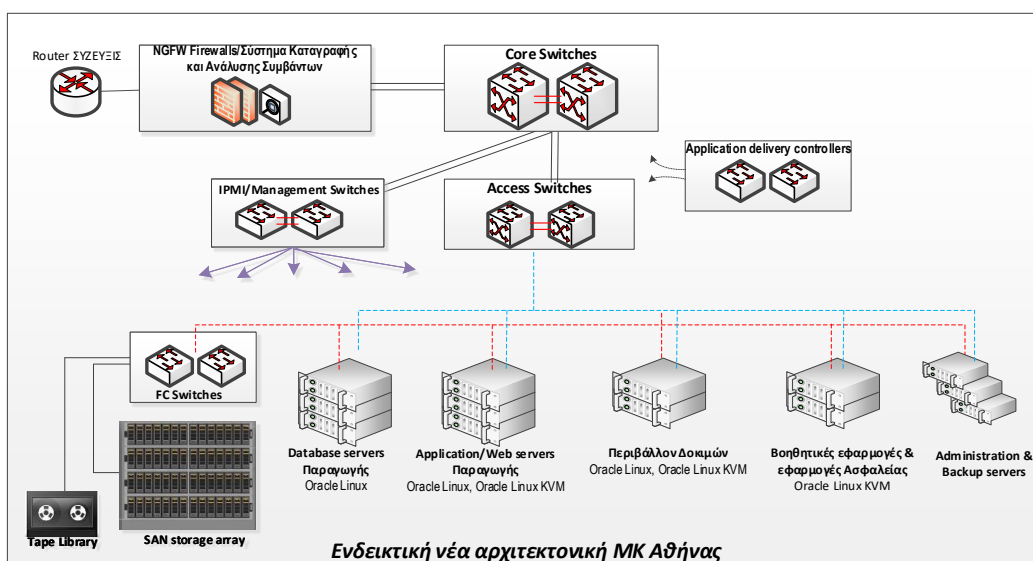 Router ΣΥΖΕΥΞΙΣ
NGFW Firewalls/Σύστημα Καταγραφής
και Ανάλυσης Συμβάντων
Core Switches
Application delivery controllers
IPMI/Management Switches
Access Switches
FC Switches
Database servers
Παραγωγής
Oracle Linux
Application/Web servers
Παραγωγής
Oracle Linux, Oracle Linux KVM
Περιβάλλον Δοκιμών
Oracle Linux, Oracle Linux KVM
Βοηθητικές εφαρμογές &
εφαρμογές Ασφαλείας
Oracle Linux KVM
Administration &
Backup servers
Tape Library
SAN storage array
Ενδεικτική νέα αρχιτεκτονική ΜΚ Αθήνας